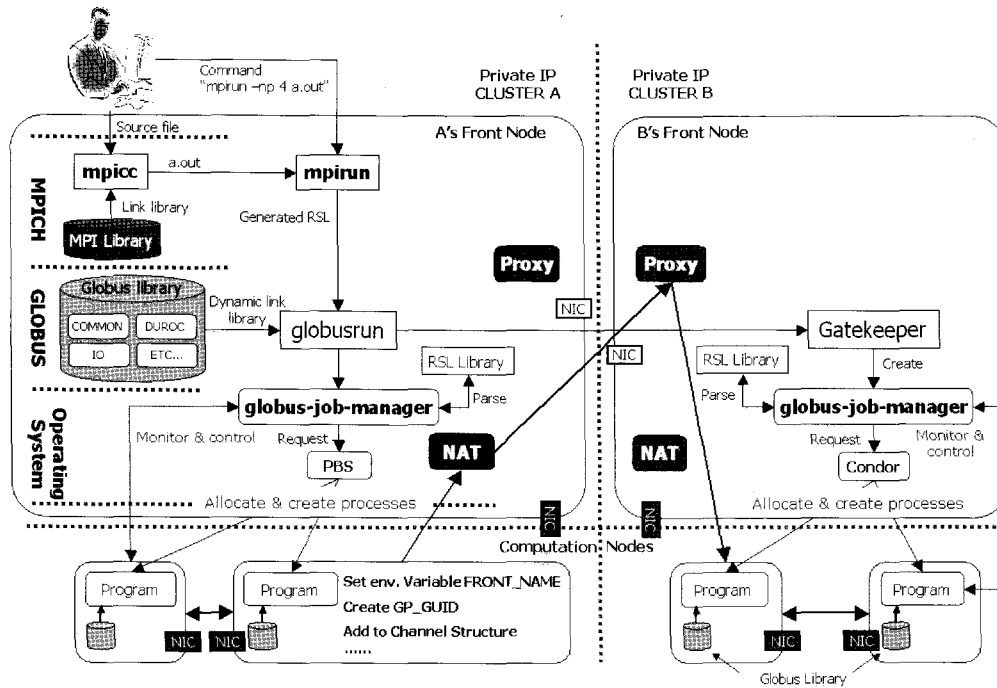 Command
"mpirun –np 4 a.out"
Private IP
CLUSTER A
Private IP
CLUSTER B
Source file
A's Front Node
B's Front Node
MPICH
mpicc
a.out
mpirun
Link library
MPI Library
Generated RSL
Proxy
Proxy
GLOBUS
Globus library
COMMON
DUROC
IO
ETC...
Dynamic link
library
globusrun
NIC
NIC
Gatekeeper
RSL Library
Parse
RSL Library
Parse
Create
Operating
System
globus-job-manager
globus-job-manager
Monitor & control
Request
PBS
NAT
NAT
Request
Condor
Monitor &
control
Allocate & create processes
Allocate & create processes
NIC
NIC
Computation Nodes
Program
NIC
NIC
Program
Set env. Variable FRONT_NAME
Create GP_GUID
Add to Channel Structure
......
Program
NIC
NIC
Program
Globus Library